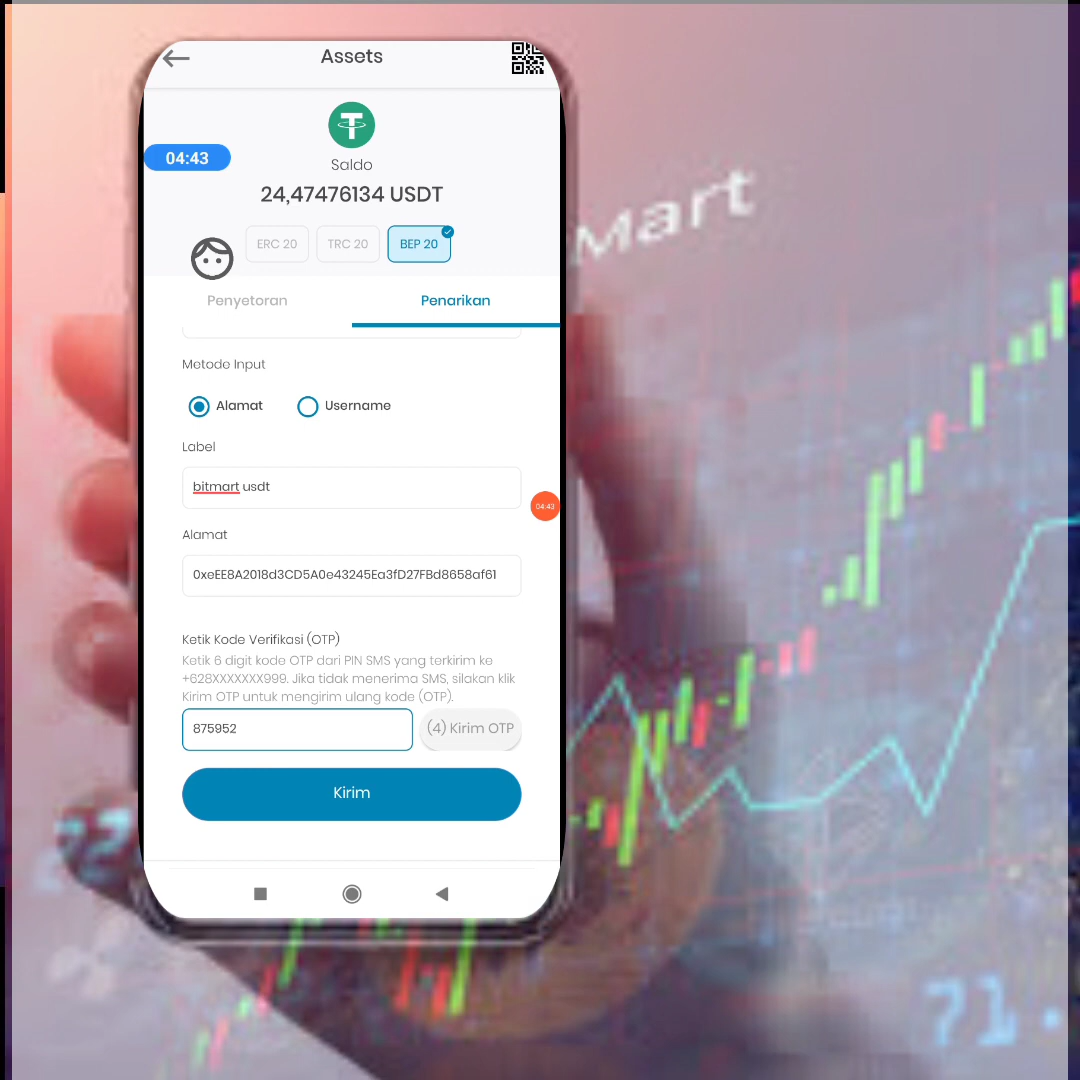 Assets
04:43
Saldo
24,47476134 USDT
ERC 20
TRC 20
BEP 20
Penyetoran
Penarikan
Metode Input
Alamat
Username
Label
bitmart usdt
04:43
Alamat
0xeEE8A2018d3CD5A0e43245Ea3fD27FBd8658af61
Ketik Kode Verifikasi (OTP)
Ketik 6 digit kode OTP dari PIN SMS yang terkirim ke
+628XXXXXXX999. Jika tidak menerima SMS, silakan klik
Kirim OTP untuk mengirim ulang kode (OTP).
875952
(4) Kirim OTP
Kirim
Mart
71.